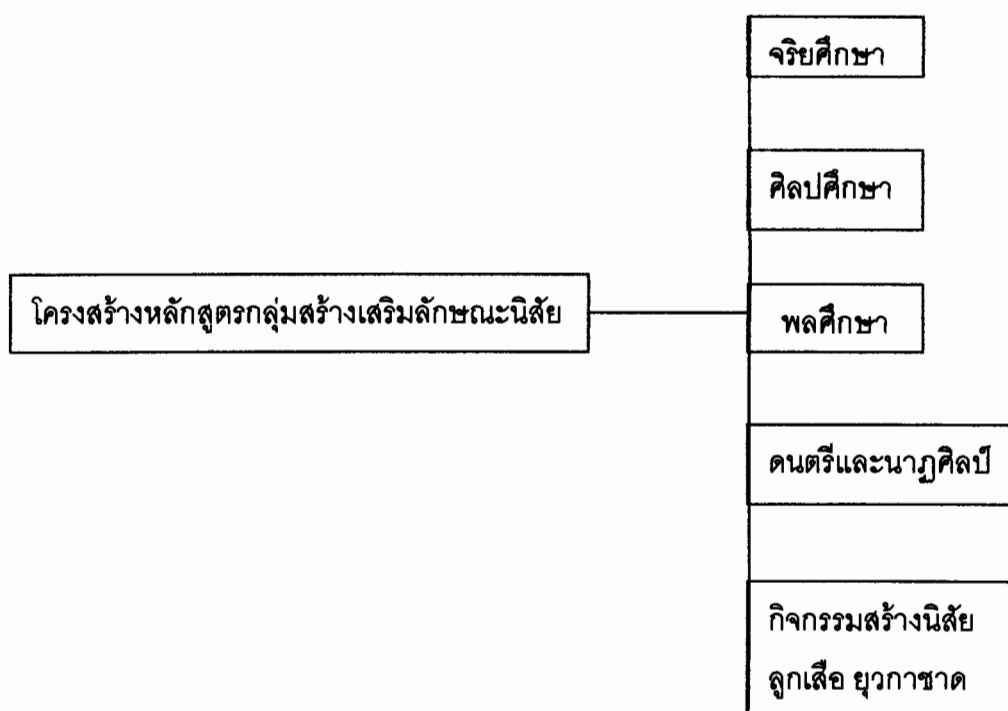 จริยศึกษา
ศิลปศึกษา
โครงสร้างหลักสูตรกลุ่มสร้างเสริมลักษณะนิสัย
พลศึกษา
ดนตรีและนาฏศิลป์
กิจกรรมสร้างนิสัย
ลูกเสือ ยุวกาชาด